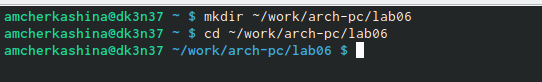 amcherkashina@dk3n37 ~ $ mkdir ~/work/arch-pc/lab06
amcherkashina@dk3n37 ~ $ cd ~/work/arch-pc/lab06
amcherkashina@dk3n37 ~/work/arch-pc/lab06 $